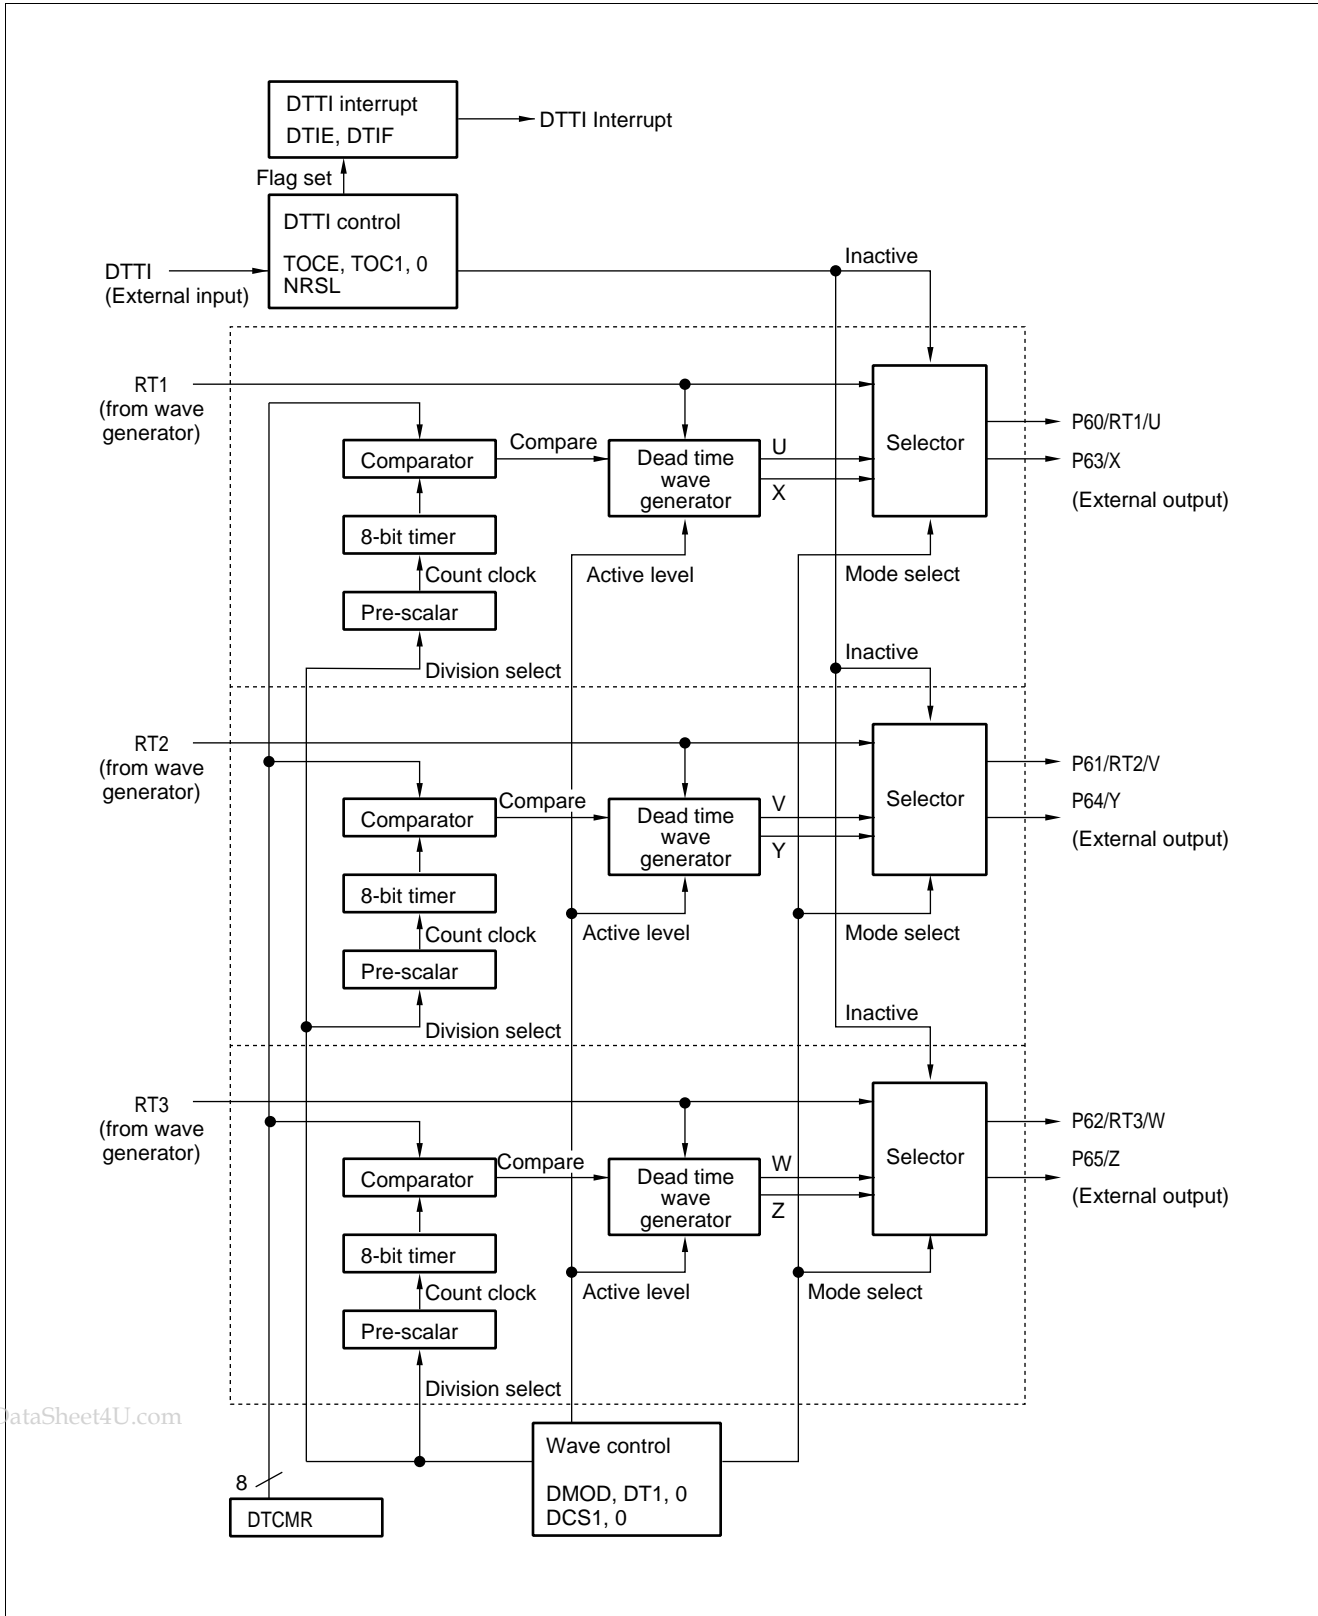 DTTI interrupt
DTIE, DTIF
DTTI Interrupt
Flag set
DTTI control
TOCE, TOC1, 0
NRSL
DTTI
(External input)
Inactive
RT1
(from wave
generator)
Comparator
Compare
Dead time
wave
generator
U
X
Selector
P60/RT1/U
P63/X
(External output)
8-bit timer
Count clock
Active level
Mode select
Pre-scalar
Division select
Inactive
RT2
(from wave
generator)
Comparator
Compare
Dead time
wave
generator
V
Y
Selector
P61/RT2/V
P64/Y
(External output)
8-bit timer
Count clock
Active level
Mode select
Pre-scalar
Division select
Inactive
RT3
(from wave
generator)
Comparator
Compare
Dead time
wave
generator
W
Z
Selector
P62/RT3/W
P65/Z
(External output)
8-bit timer
Count clock
Active level
Mode select
Pre-scalar
Division select
DataSheet4U.com
Wave control
DMOD, DT1, 0
DCS1, 0
8
DTCMR